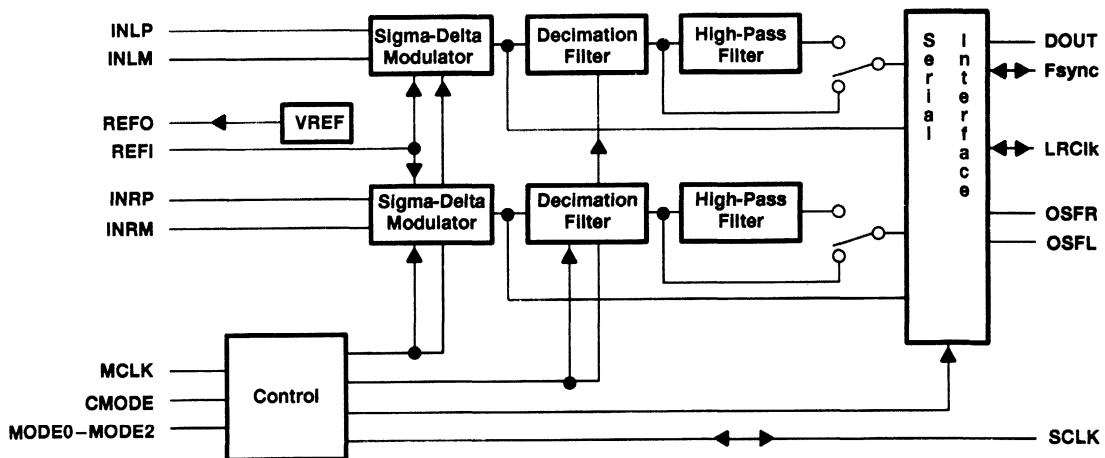 INLP
INLM
Sigma-Delta
Modulator
Decimation
Filter
High-Pass
Filter
Serial
Interface
DOUT
Fsync
REFO
VREF
REFI
LRClk
INRP
INRM
Sigma-Delta
Modulator
Decimation
Filter
High-Pass
Filter
OSFR
OSFL
MCLK
CMODE
MODE0–MODE2
Control
SCLK